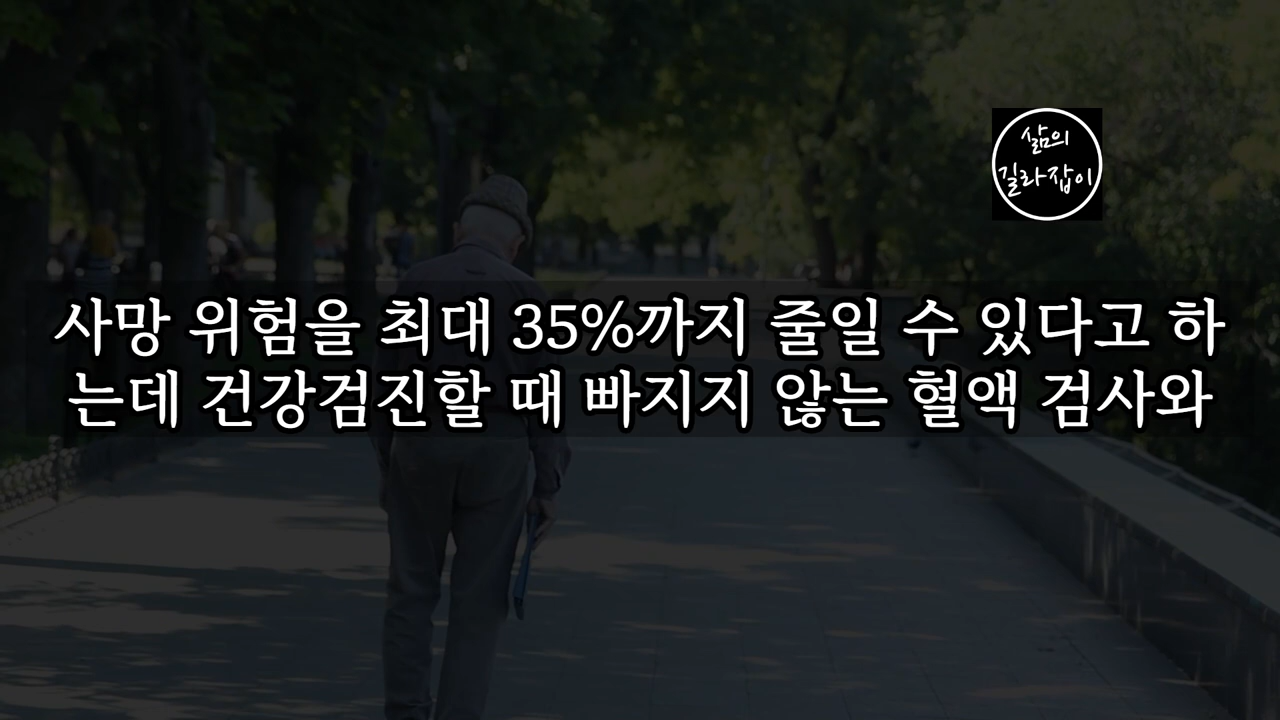 삶의
길라잡이
사망 위험을 최대 35%까지 줄일 수 있다고 하
는데 건강검진할 때 빠지지 않는 혈액 검사와